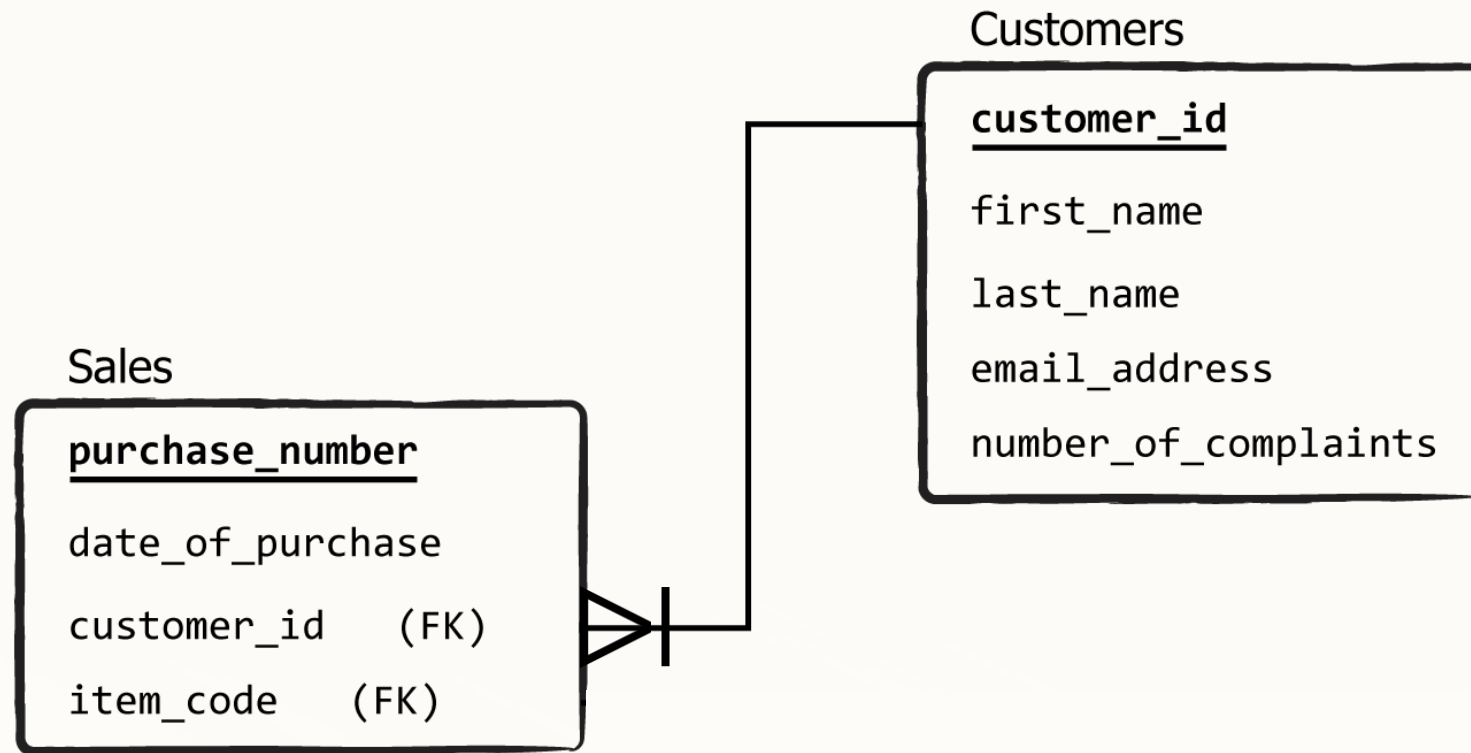 Customers
customer_id
first_name
last_name
email_address
number_of_complaints
Sales
purchase_number
date_of_purchase
customer_id (FK)
item_code (FK)